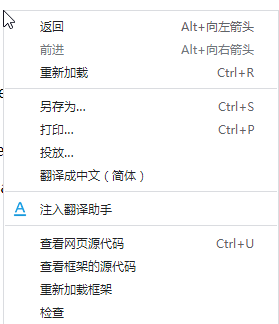 返回 Alt+向左箭头
前进 Alt+向右箭头
重新加载 Ctrl+R
另存为... Ctrl+S
打印... Ctrl+P
投放...
翻译成中文（简体）
注入翻译助手
查看网页源代码 Ctrl+U
查看框架的源代码
重新加载框架
检查